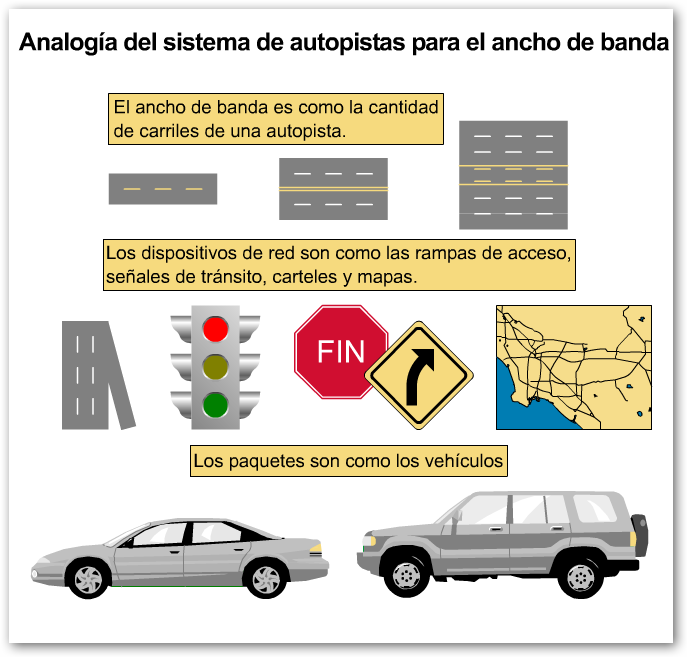 Analogía del sistema de autopistas para el ancho de banda
El ancho de banda es como la cantidad
de carriles de una autopista.
Los dispositivos de red son como las rampas de acceso,
señales de tránsito, carteles y mapas.
FIN
Los paquetes son como los vehículos